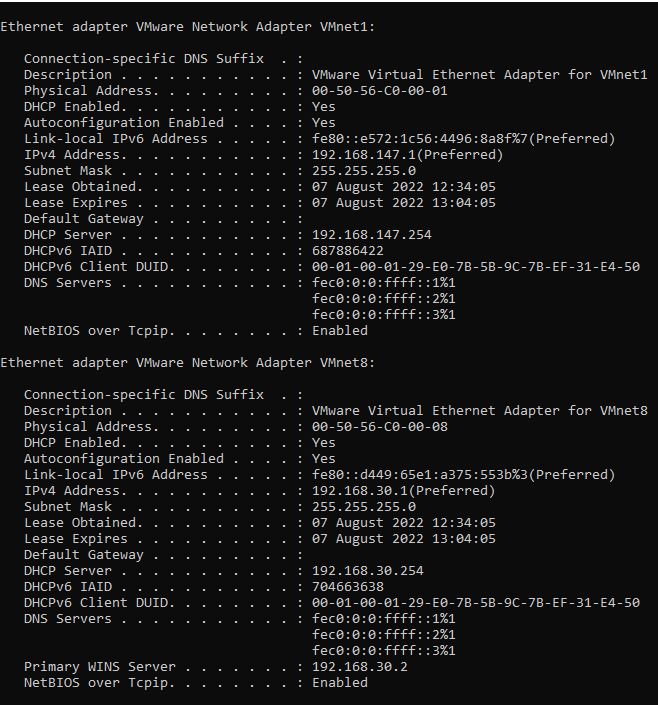 Ethernet adapter VMware Network Adapter VMnet1:
Connection-specific DNS Suffix  . :
Description . . . . . . . . . . . : VMware Virtual Ethernet Adapter for VMnet1
Physical Address. . . . . . . . . : 00-50-56-C0-00-01
DHCP Enabled. . . . . . . . . . . : Yes
Autoconfiguration Enabled . . . . : Yes
Link-local IPv6 Address . . . . . : fe80::e572:1c56:4496:8a8f%7(Preferred)
IPv4 Address. . . . . . . . . . . : 192.168.147.1(Preferred)
Subnet Mask . . . . . . . . . . . : 255.255.255.0
Lease Obtained. . . . . . . . . . : 07 August 2022 12:34:05
Lease Expires . . . . . . . . . . : 07 August 2022 13:04:05
Default Gateway . . . . . . . . . :
DHCP Server . . . . . . . . . . . : 192.168.147.254
DHCPv6 IAID . . . . . . . . . . . : 687886422
DHCPv6 Client DUID. . . . . . . . : 00-01-00-01-29-E0-7B-5B-9C-7B-EF-31-E4-50
DNS Servers . . . . . . . . . . . : fec0:0:0:ffff::1%1
fec0:0:0:ffff::2%1
fec0:0:0:ffff::3%1
NetBIOS over Tcpip. . . . . . . . : Enabled
Ethernet adapter VMware Network Adapter VMnet8:
Connection-specific DNS Suffix  . :
Description . . . . . . . . . . . : VMware Virtual Ethernet Adapter for VMnet8
Physical Address. . . . . . . . . : 00-50-56-C0-00-08
DHCP Enabled. . . . . . . . . . . : Yes
Autoconfiguration Enabled . . . . : Yes
Link-local IPv6 Address . . . . . : fe80::d449:65e1:a375:553b%3(Preferred)
IPv4 Address. . . . . . . . . . . : 192.168.30.1(Preferred)
Subnet Mask . . . . . . . . . . . : 255.255.255.0
Lease Obtained. . . . . . . . . . : 07 August 2022 12:34:05
Lease Expires . . . . . . . . . . : 07 August 2022 13:04:05
Default Gateway . . . . . . . . . :
DHCP Server . . . . . . . . . . . : 192.168.30.254
DHCPv6 IAID . . . . . . . . . . . : 704663638
DHCPv6 Client DUID. . . . . . . . : 00-01-00-01-29-E0-7B-5B-9C-7B-EF-31-E4-50
DNS Servers . . . . . . . . . . . : fec0:0:0:ffff::1%1
fec0:0:0:ffff::2%1
fec0:0:0:ffff::3%1
Primary WINS Server . . . . . . . : 192.168.30.2
NetBIOS over Tcpip. . . . . . . . : Enabled